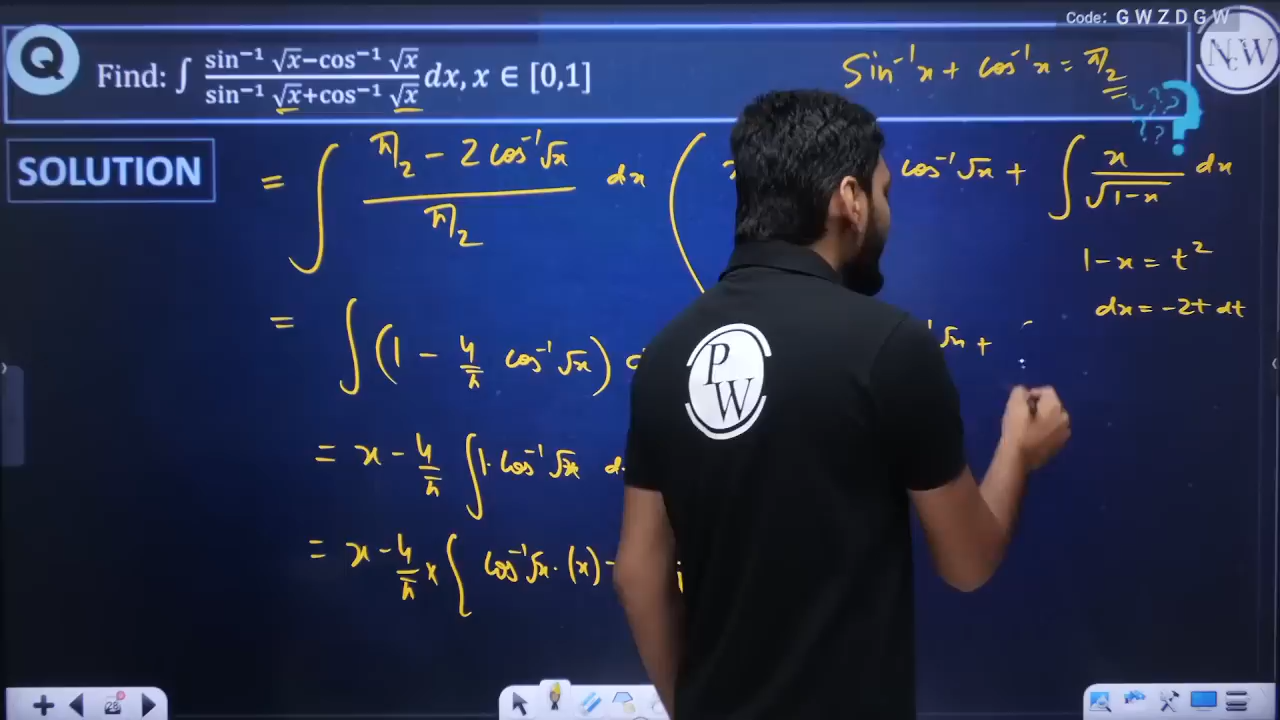 Code: G W Z D G W
Q
Find: ∫ (sin⁻¹ √x − cos⁻¹ √x)/(sin⁻¹ √x + cos⁻¹ √x) dx, x ∈ [0,1]
Sin⁻¹x + cos⁻¹x = π/2
NCW
SOLUTION
= ∫ (π/2 − 2 cos⁻¹√x)/(π/2) dx
cos⁻¹√x + ∫ x/√(1−x) dx
1−x = t²
dx = −2t dt
= ∫ (1 − 4/π cos⁻¹√x)
√x +
= x − 4/π ∫ 1·cos⁻¹√x
= x − 4/π × { cos⁻¹√x · (x) −
PW
28